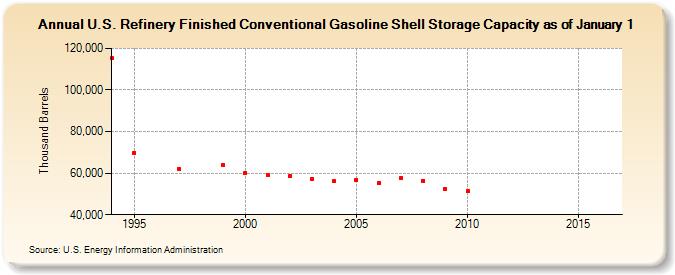 Annual U.S. Refinery Finished Conventional Gasoline Shell Storage Capacity as of January 1
Thousand Barrels
120,000
100,000
80,000
60,000
40,000
1995 2000 2005 2010 2015
Source: U.S. Energy Information Administration